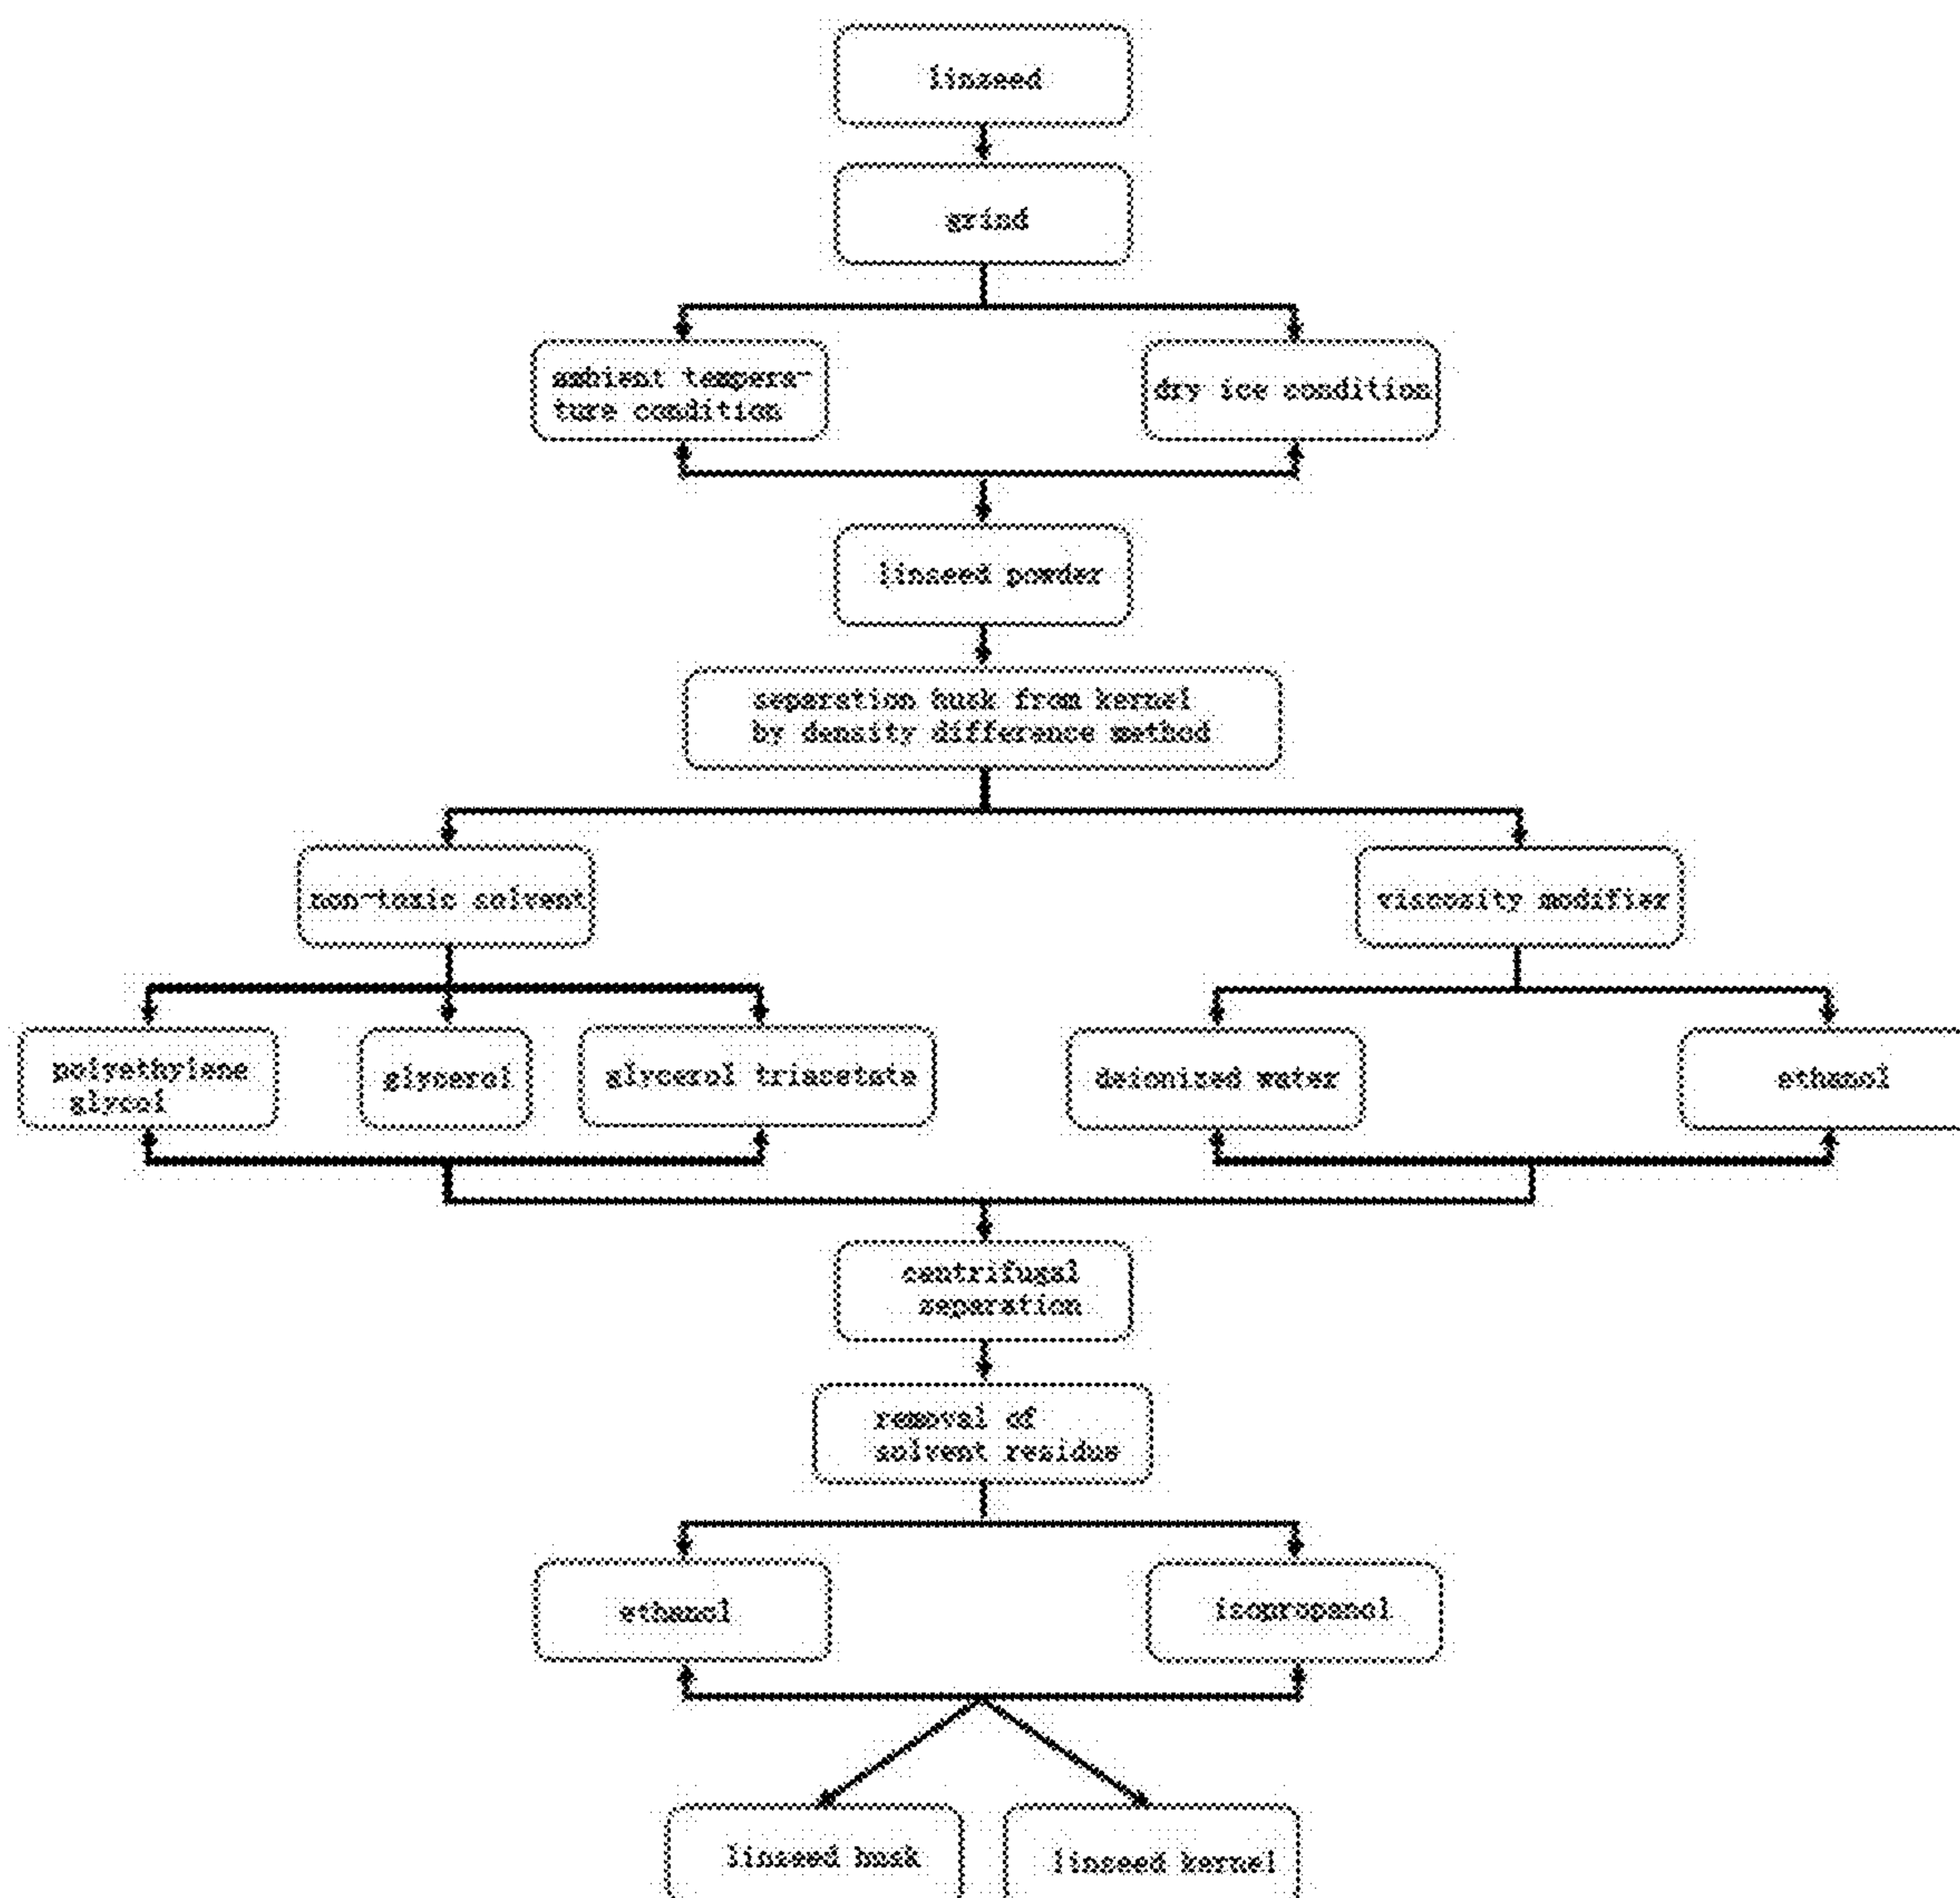 linseed
grind
ambient tempera-
ture condition
dry ice condition
linseed powder
separation husk from kernel
by density difference method
non-toxic solvent
viscosity modifier
polyethylene
glycol
glycerol
glycerol triacetate
deionized water
ethanol
centrifugal
separation
removal of
solvent residue
ethanol
isopropanol
linseed husk
linseed kernel